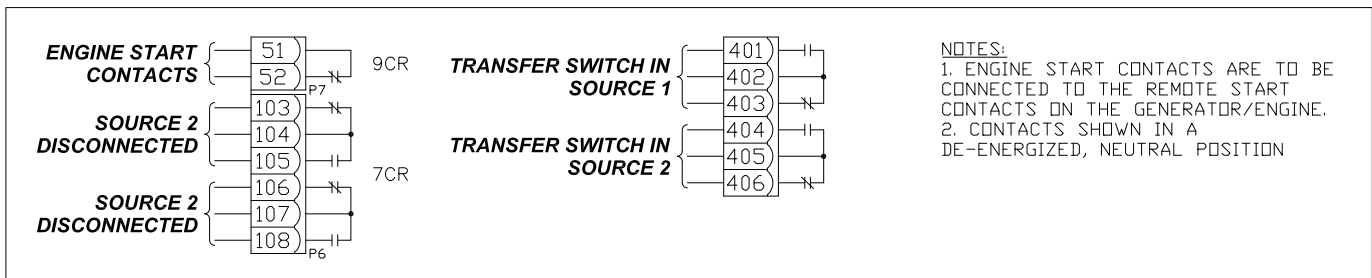 ENGINE START
CONTACTS
51
52
P7
9CR
SOURCE 2
DISCONNECTED
103
104
105
7CR
SOURCE 2
DISCONNECTED
106
107
108
P6
TRANSFER SWITCH IN
SOURCE 1
401
402
403
TRANSFER SWITCH IN
SOURCE 2
404
405
406
NOTES:
1. ENGINE START CONTACTS ARE TO BE
CONNECTED TO THE REMOTE START
CONTACTS ON THE GENERATOR/ENGINE.
2. CONTACTS SHOWN IN A
DE-ENERGIZED, NEUTRAL POSITION